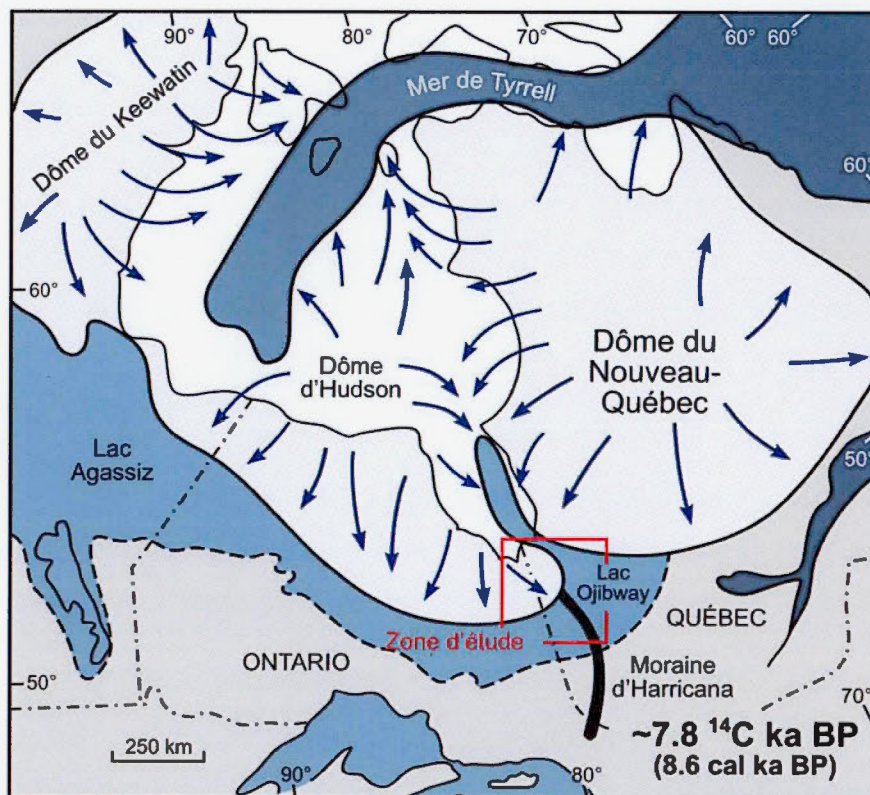 90°
80°
70°
60° 60°
Mer de Tyrrell
Dôme du Keewatin
60°
60°
Dôme
d'Hudson
Dôme du
Nouveau-
Québec
Lac
Agassiz
50°
Lac
Ojibway
QUÉBEC
Zone d'étude
ONTARIO
Moraine
d'Harricana
50°
70°
~7.8 ¹⁴C ka BP
(8.6 cal ka BP)
250 km
90°
80°